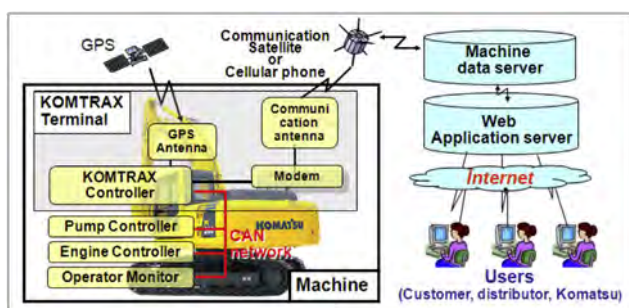 GPS
Communication
Satellite
or
Cellular phone
Machine
data server
Web
Application server
Internet
Users
(Customer, distributor, Komatsu)
KOMTRAX
Terminal
GPS
Antenna
Communi
cation
antenna
KOMTRAX
Controller
Modem
Pump Controller
Engine Controller
Operator Monitor
CAN
network
KOMATSU
Machine